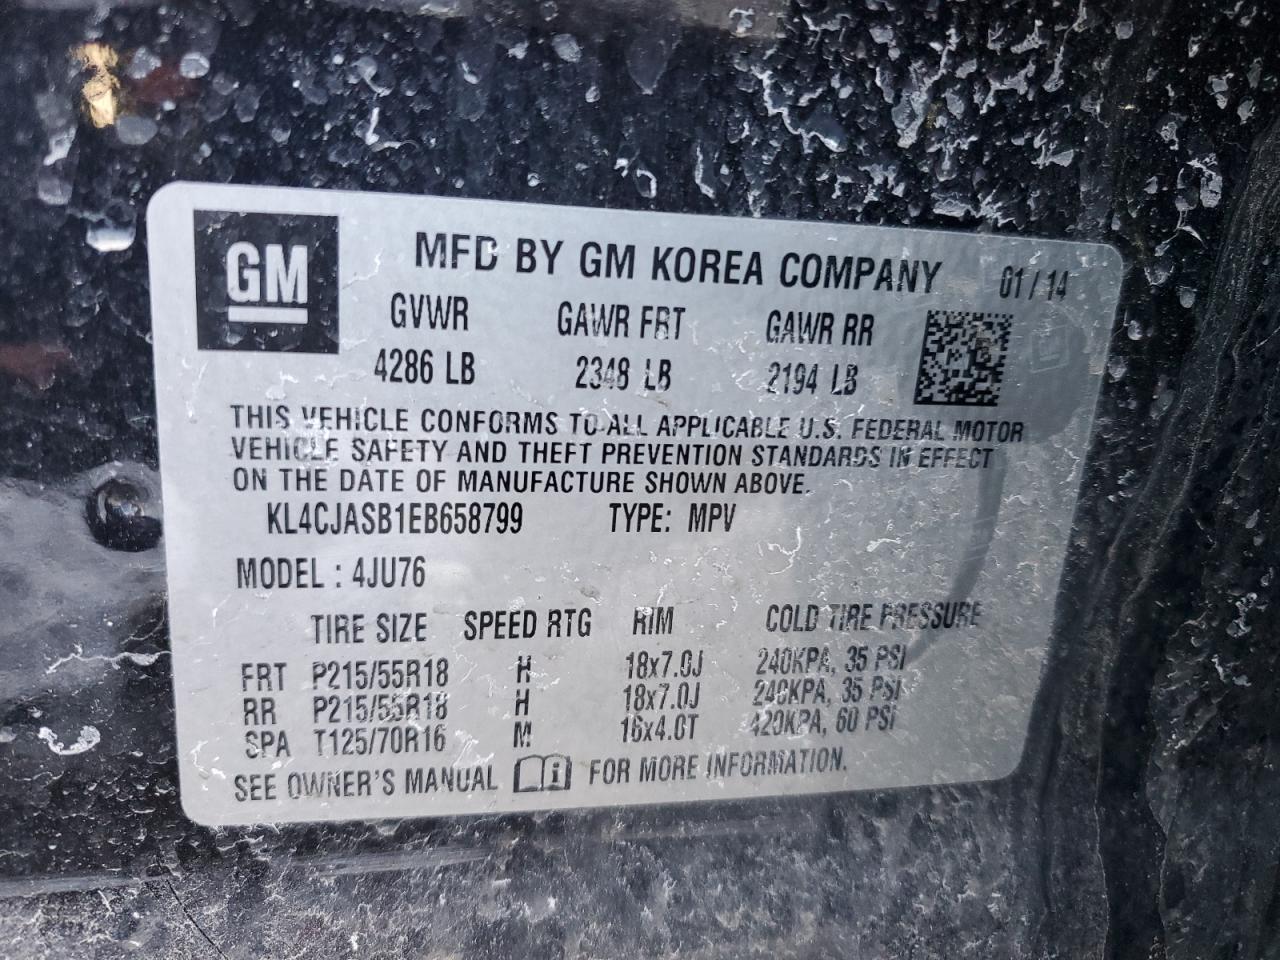 GM
MFD BY GM KOREA COMPANY 01/14
GVWR GAWR FRT GAWR RR
4286 LB 2348 LB 2194 LB
THIS VEHICLE CONFORMS TO ALL APPLICABLE U.S. FEDERAL MOTOR
VEHICLE SAFETY AND THEFT PREVENTION STANDARDS IN EFFECT
ON THE DATE OF MANUFACTURE SHOWN ABOVE.
KL4CJASB1EB658799 TYPE: MPV
MODEL : 4JU76
TIRE SIZE SPEED RTG RIM COLD TIRE PRESSURE
FRT P215/55R18 H 18x7.0J 240KPA, 35 PSI
RR P215/55R18 H 18x7.0J 240KPA, 35 PSI
SPA T125/70R16 M 16x4.0T 420KPA, 60 PSI
SEE OWNER'S MANUAL FOR MORE INFORMATION.